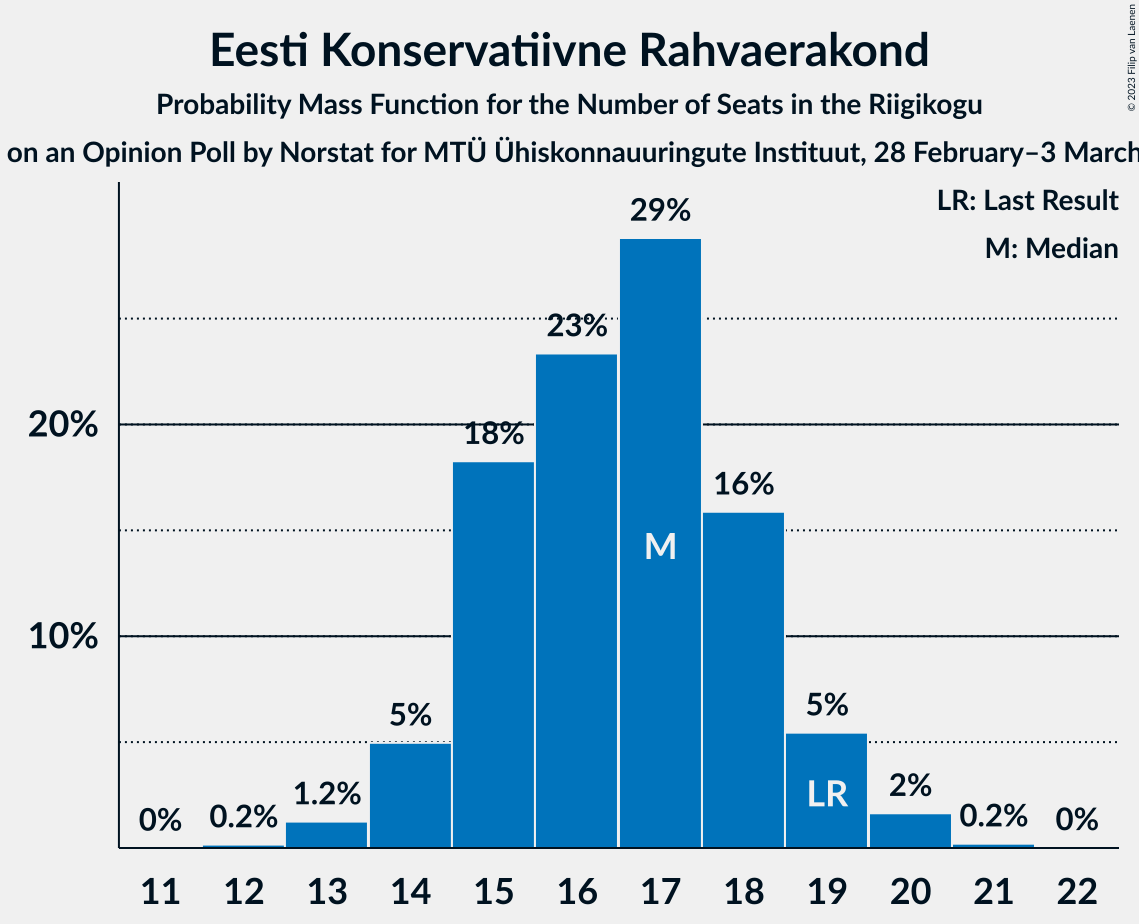 Eesti Konservatiivne Rahvaerakond
Probability Mass Function for the Number of Seats in the Riigikogu
on an Opinion Poll by Norstat for MTÜ Ühiskonnauuringute Instituut, 28 February–3 March
© 2023 Filip van Laenen
LR: Last Result
M: Median
29%
23%
20%
18%
16%
M
10%
5%
5%
LR
2%
1.2%
0%
0.2%
0.2%
0%
11 12 13 14 15 16 17 18 19 20 21 22